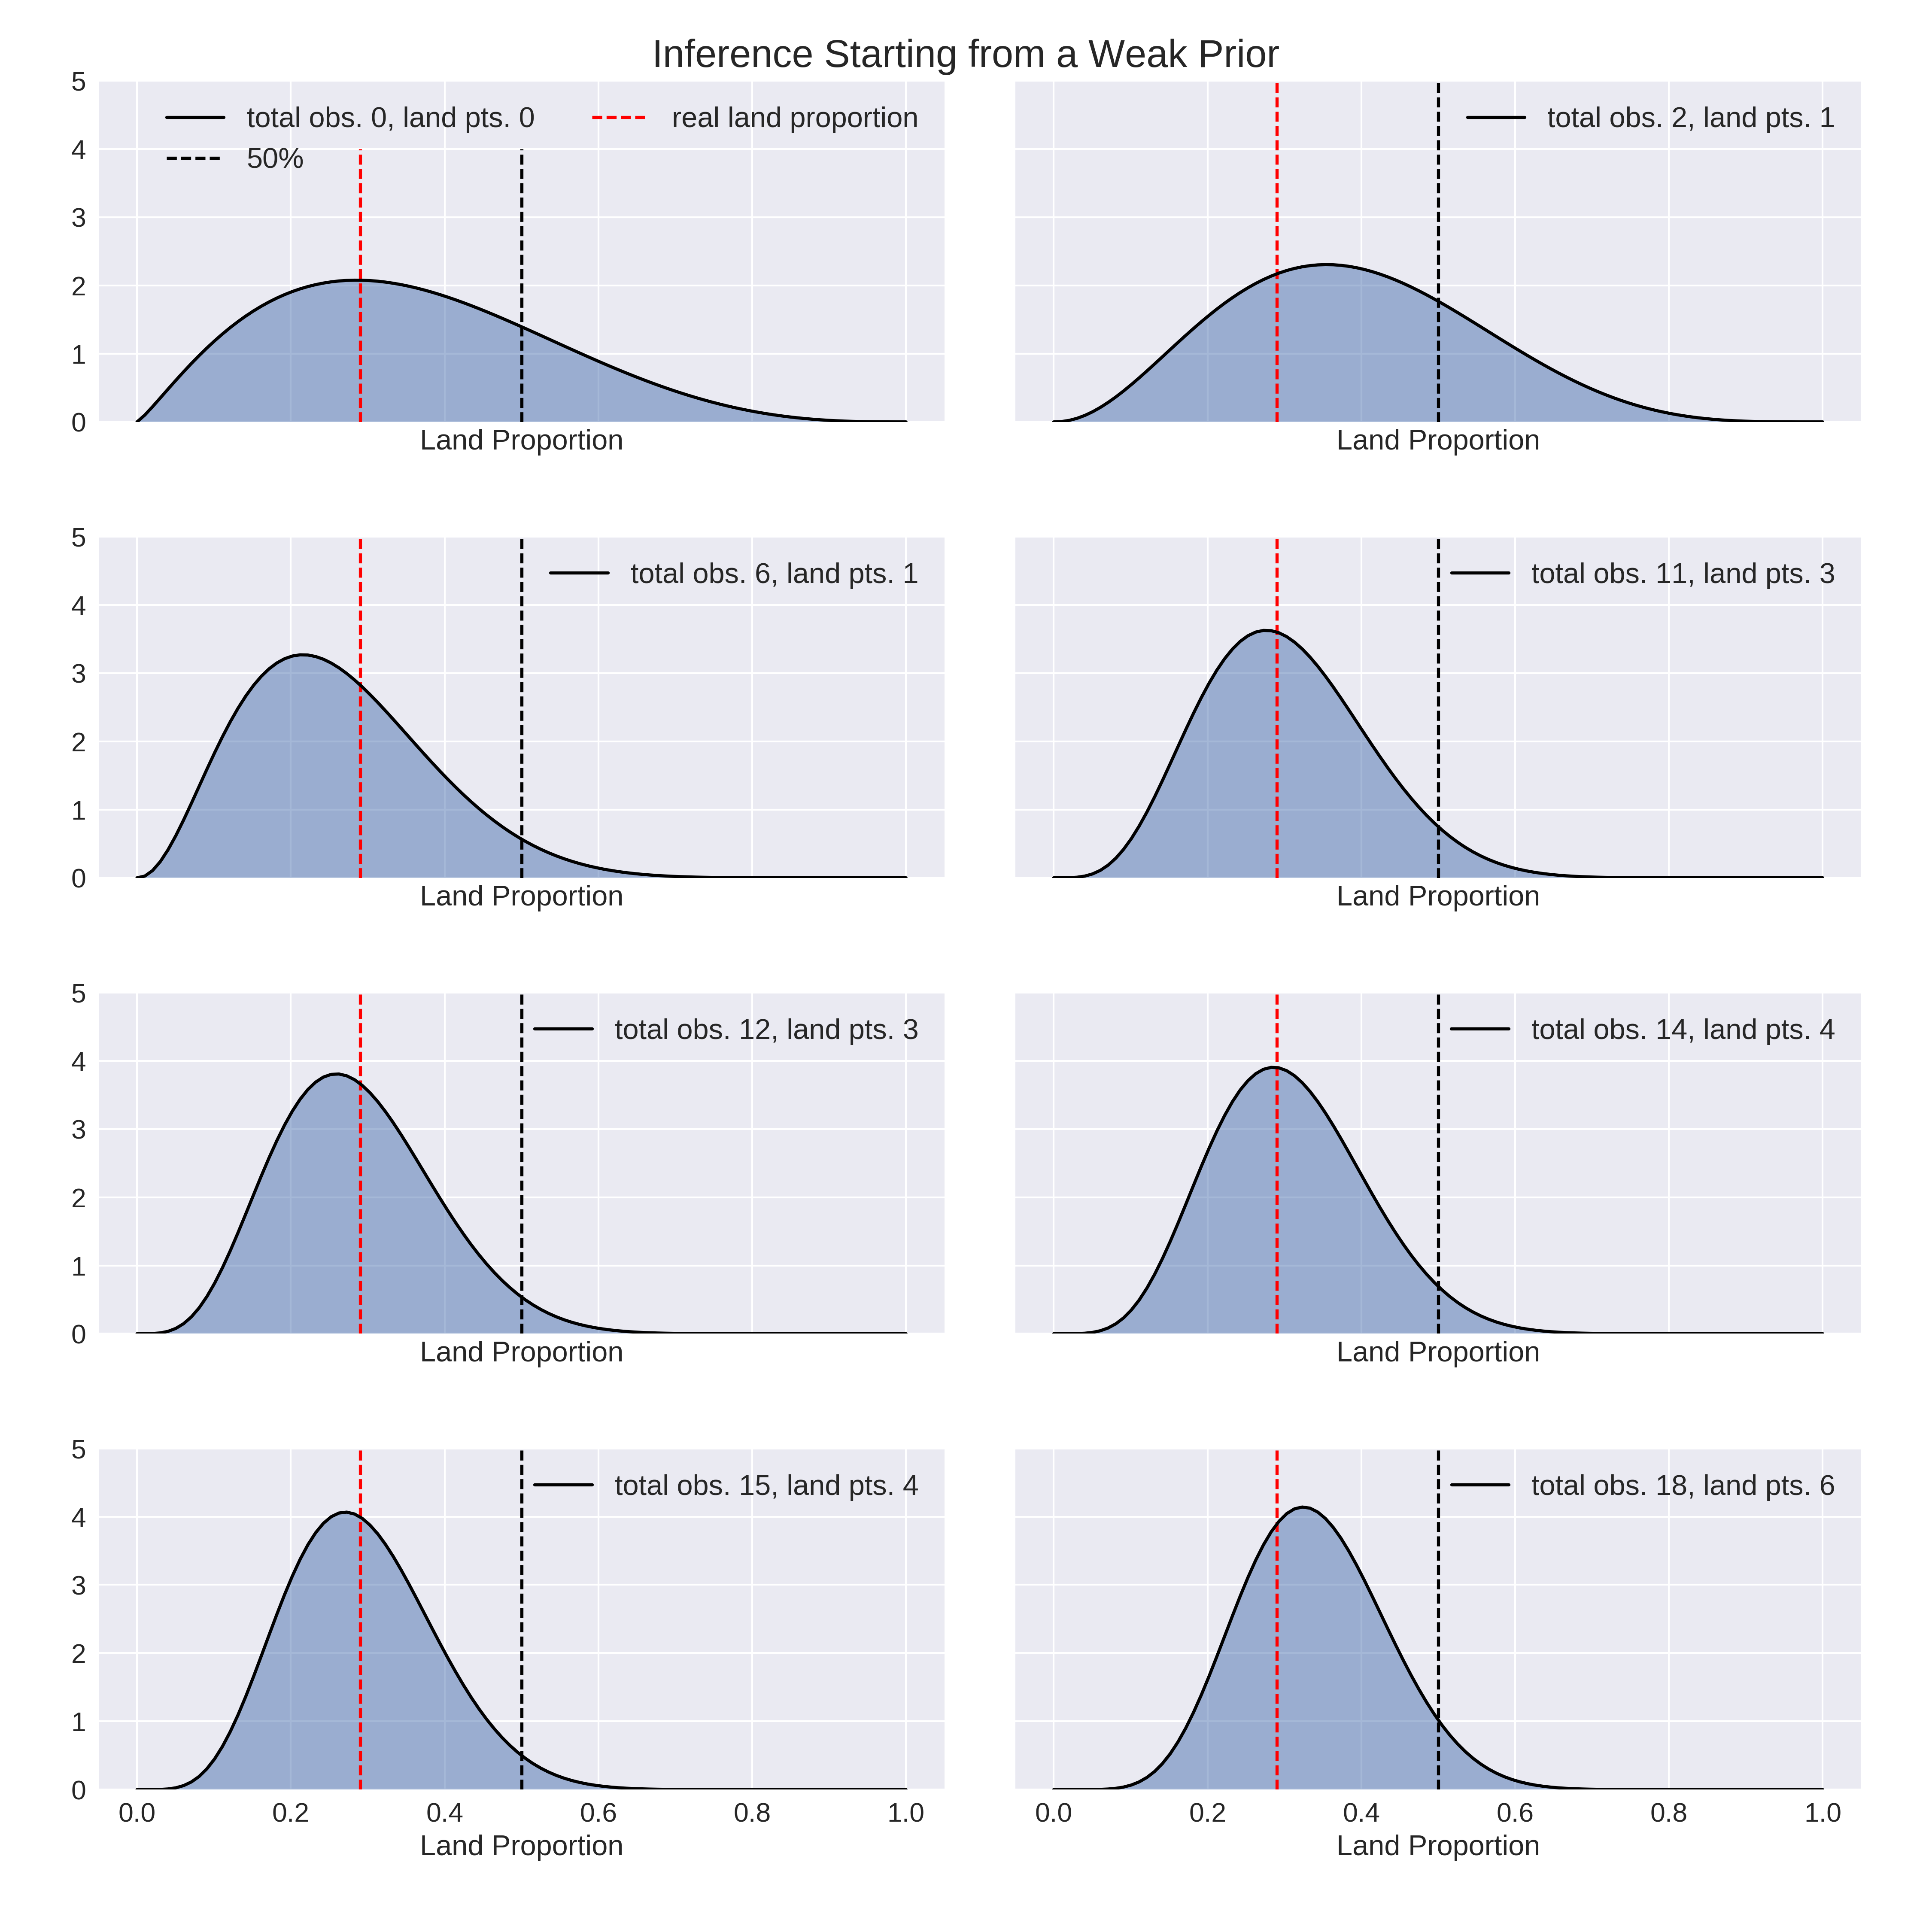 Inference Starting from a Weak Prior
5
4
3
2
1
0
total obs. 0, land pts. 0
50%
real land proportion
Land Proportion
total obs. 2, land pts. 1
Land Proportion
5
4
3
2
1
0
total obs. 6, land pts. 1
Land Proportion
total obs. 11, land pts. 3
Land Proportion
5
4
3
2
1
0
total obs. 12, land pts. 3
Land Proportion
total obs. 14, land pts. 4
Land Proportion
5
4
3
2
1
0
total obs. 15, land pts. 4
0.0 0.2 0.4 0.6 0.8 1.0
Land Proportion
total obs. 18, land pts. 6
0.0 0.2 0.4 0.6 0.8 1.0
Land Proportion